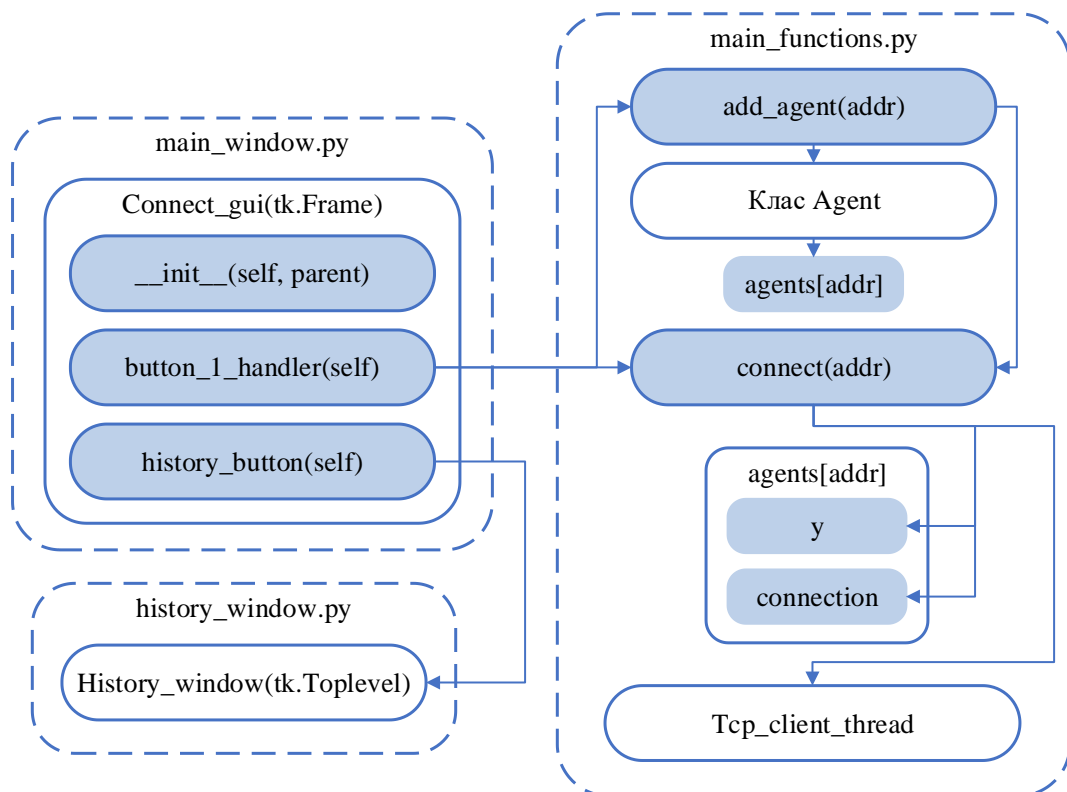 main_window.py
Connect_gui(tk.Frame)
__init__(self, parent)
button_1_handler(self)
history_button(self)
history_window.py
History_window(tk.Toplevel)
main_functions.py
add_agent(addr)
Клас Agent
agents[addr]
connect(addr)
agents[addr]
y
connection
Tcp_client_thread